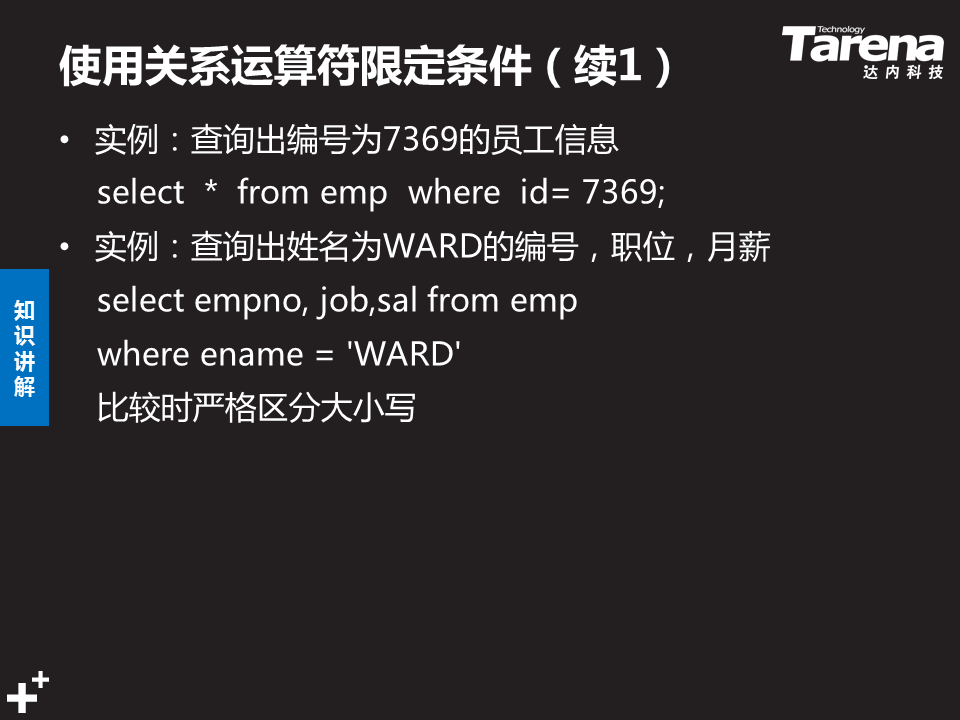 使用关系运算符限定条件（续1）
Technology
Tarena
达内科技
• 实例：查询出编号为7369的员工信息
select * from emp where id= 7369;
• 实例：查询出姓名为WARD的编号，职位，月薪
select empno, job,sal from emp
where ename = 'WARD'
比较时严格区分大小写
知识讲解